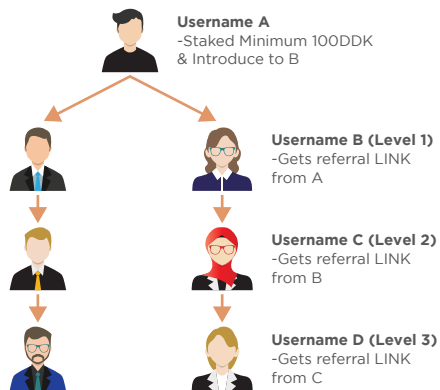 Username A
-Staked Minimum 100DDK
& Introduce to B
Username B (Level 1)
-Gets referral LINK
from A
Username C (Level 2)
-Gets referral LINK
from B
Username D (Level 3)
-Gets referral LINK
from C